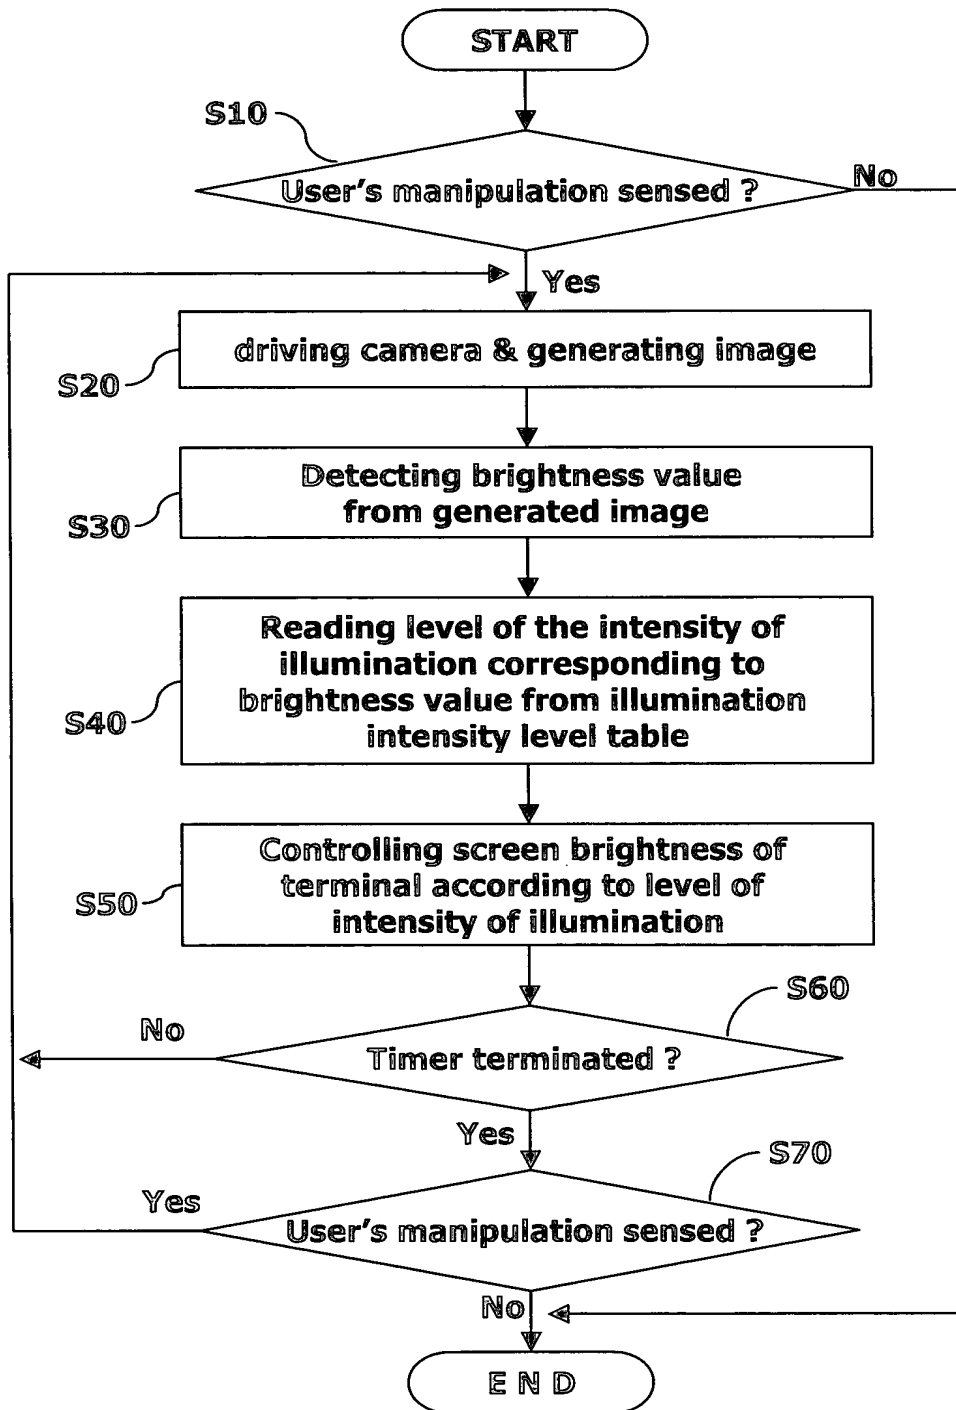 START
S10
User's manipulation sensed ?
No
Yes
driving camera & generating image
S20
Detecting brightness value
from generated image
S30
Reading level of the intensity of
illumination corresponding to
brightness value from illumination
intensity level table
S40
Controlling screen brightness of
terminal according to level of
intensity of illumination
S50
S60
No
Timer terminated ?
Yes
S70
Yes
User's manipulation sensed ?
No
E N D